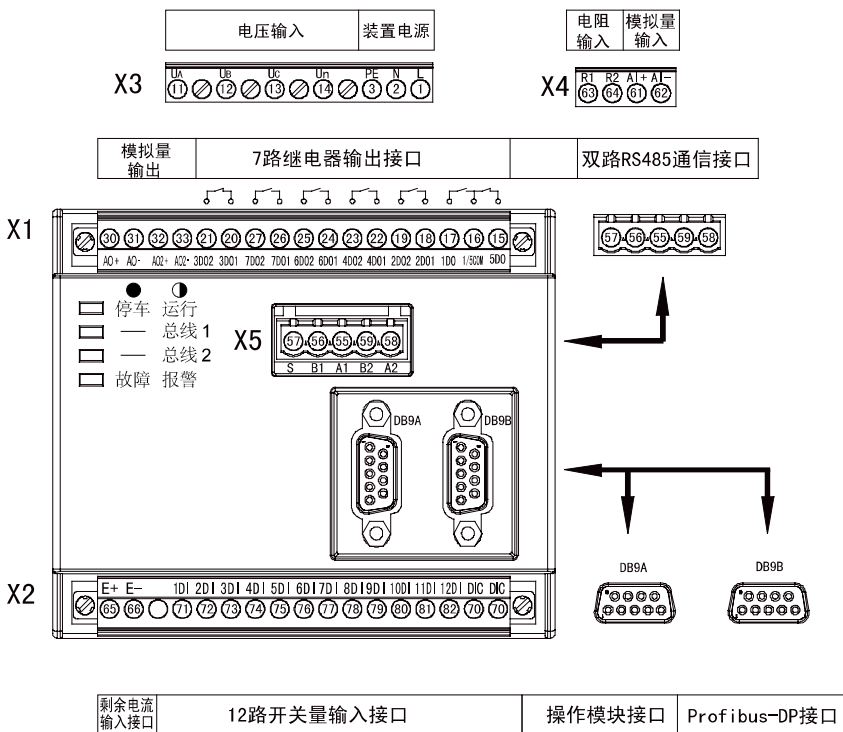 电压输入 装置电源
电阻输入 模拟量输入
X3
UA UB UC Un PE N L
11 12 13 14 3 2 1
X4
R1 R2 AI+ AI-
63 64 61 62
模拟量输出 7路继电器输出接口 双路RS485通信接口
X1
30 31 32 33 21 20 27 26 25 24 23 22 19 18 17 16 15
AO+ AO- AO2+ AO2- 3DO2 3DO1 7DO2 7DO1 6DO2 6DO1 4DO2 4DO1 2DO2 2DO1 1DO 1/5COM 5DO
57 56 55 59 58
停车 运行
— 总线1
— 总线2
故障 报警
X5
57 56 55 59 58
S B1 A1 B2 A2
DB9A DB9B
DB9A DB9B
X2
E+ E- 1DI 2DI 3DI 4DI 5DI 6DI 7DI 8DI 9DI 10DI 11DI 12DI DIC DIC
65 66 71 72 73 74 75 76 77 78 79 80 81 82 70 70
剩余电流输入接口 12路开关量输入接口 操作模块接口 Profibus-DP接口